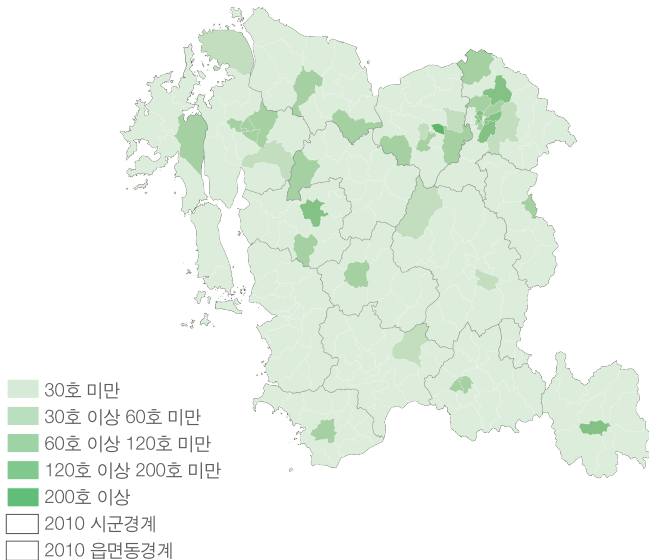 30호 미만
30호 이상 60호 미만
60호 이상 120호 미만
120호 이상 200호 미만
200호 이상
2010 시군경계
2010 읍면동경계